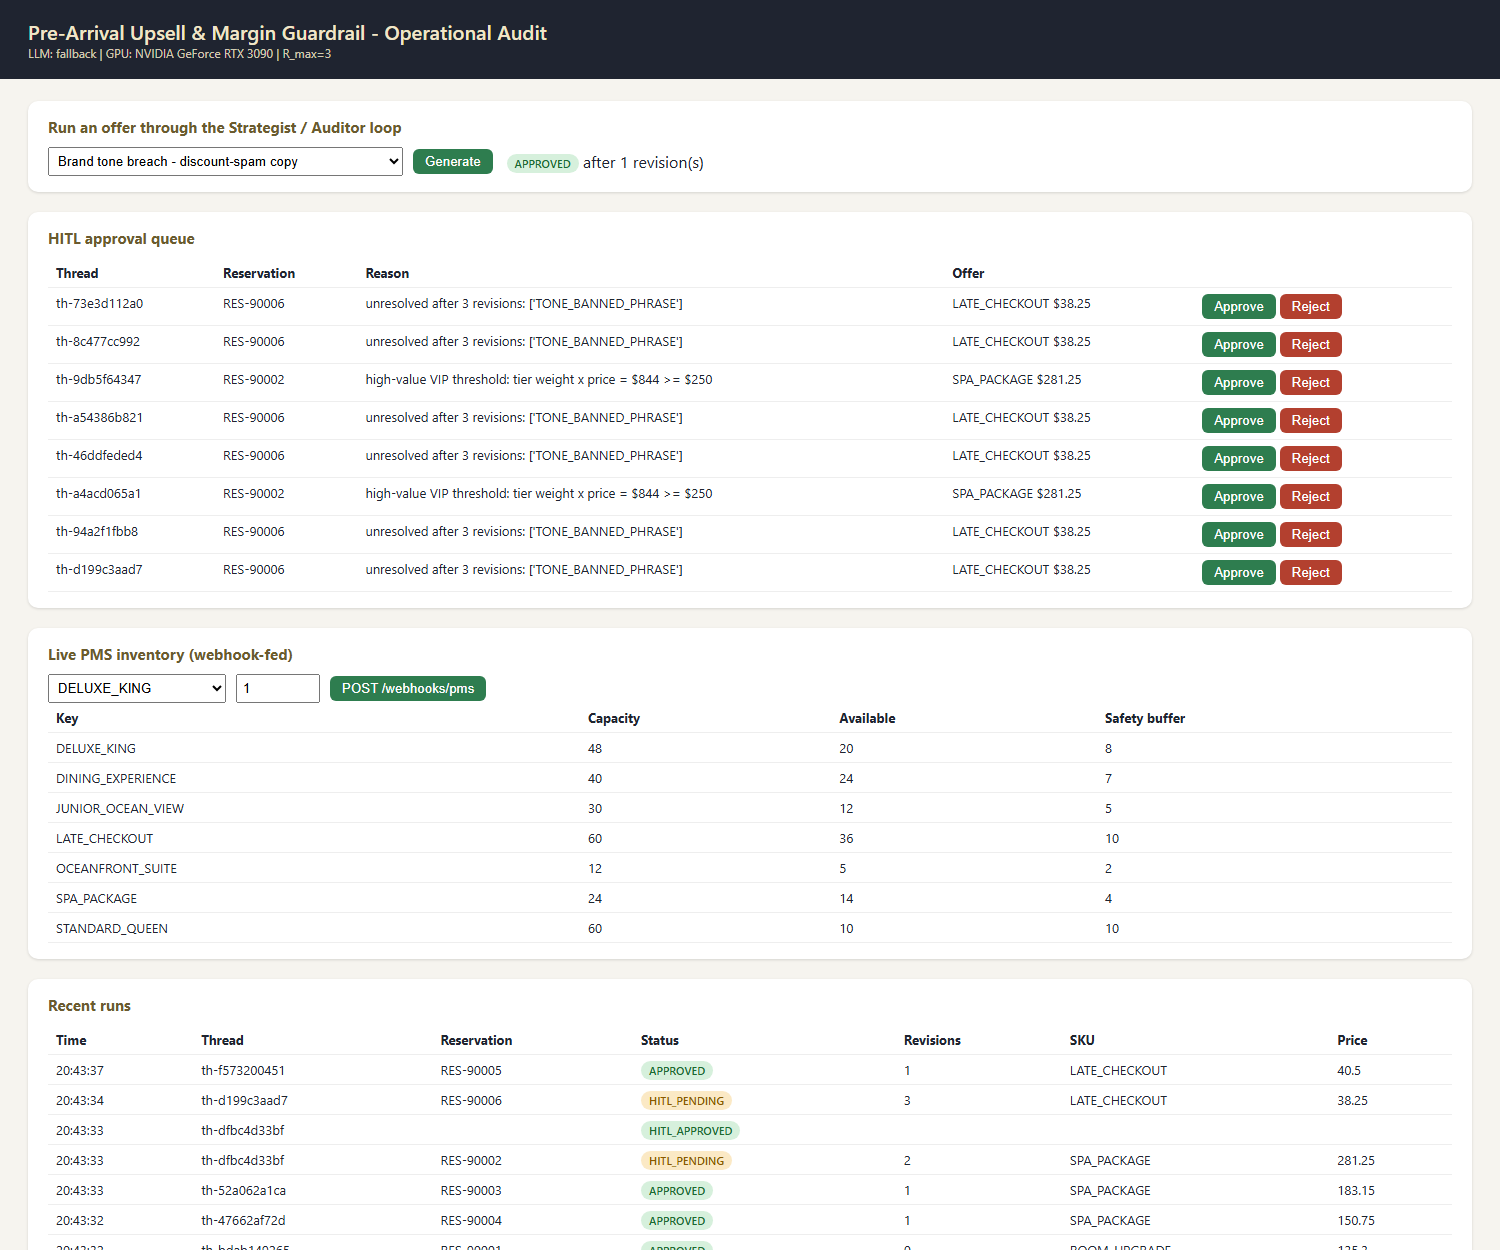 Pre-Arrival Upsell & Margin Guardrail - Operational Audit
LLM: fallback | GPU: NVIDIA GeForce RTX 3090 | R_max=3
Run an offer through the Strategist / Auditor loop
Brand tone breach - discount-spam copy Generate APPROVED after 1 revision(s)
HITL approval queue
Thread Reservation Reason Offer
th-73e3d112a0 RES-90006 unresolved after 3 revisions: ['TONE_BANNED_PHRASE'] LATE_CHECKOUT $38.25 Approve Reject
th-8c477cc992 RES-90006 unresolved after 3 revisions: ['TONE_BANNED_PHRASE'] LATE_CHECKOUT $38.25 Approve Reject
th-9db5f64347 RES-90002 high-value VIP threshold: tier weight x price = $844 >= $250 SPA_PACKAGE $281.25 Approve Reject
th-a54386b821 RES-90006 unresolved after 3 revisions: ['TONE_BANNED_PHRASE'] LATE_CHECKOUT $38.25 Approve Reject
th-46ddfeded4 RES-90006 unresolved after 3 revisions: ['TONE_BANNED_PHRASE'] LATE_CHECKOUT $38.25 Approve Reject
th-a4acd065a1 RES-90002 high-value VIP threshold: tier weight x price = $844 >= $250 SPA_PACKAGE $281.25 Approve Reject
th-94a2f1fbb8 RES-90006 unresolved after 3 revisions: ['TONE_BANNED_PHRASE'] LATE_CHECKOUT $38.25 Approve Reject
th-d199c3aad7 RES-90006 unresolved after 3 revisions: ['TONE_BANNED_PHRASE'] LATE_CHECKOUT $38.25 Approve Reject
Live PMS inventory (webhook-fed)
DELUXE_KING 1 POST /webhooks/pms
Key Capacity Available Safety buffer
DELUXE_KING 48 20 8
DINING_EXPERIENCE 40 24 7
JUNIOR_OCEAN_VIEW 30 12 5
LATE_CHECKOUT 60 36 10
OCEANFRONT_SUITE 12 5 2
SPA_PACKAGE 24 14 4
STANDARD_QUEEN 60 10 10
Recent runs
Time Thread Reservation Status Revisions SKU Price
20:43:37 th-f573200451 RES-90005 APPROVED 1 LATE_CHECKOUT 40.5
20:43:34 th-d199c3aad7 RES-90006 HITL_PENDING 3 LATE_CHECKOUT 38.25
20:43:33 th-dfbc4d33bf HITL_APPROVED
20:43:33 th-dfbc4d33bf RES-90002 HITL_PENDING 2 SPA_PACKAGE 281.25
20:43:33 th-52a062a1ca RES-90003 APPROVED 1 SPA_PACKAGE 183.15
20:43:32 th-47662af72d RES-90004 APPROVED 1 SPA_PACKAGE 150.75